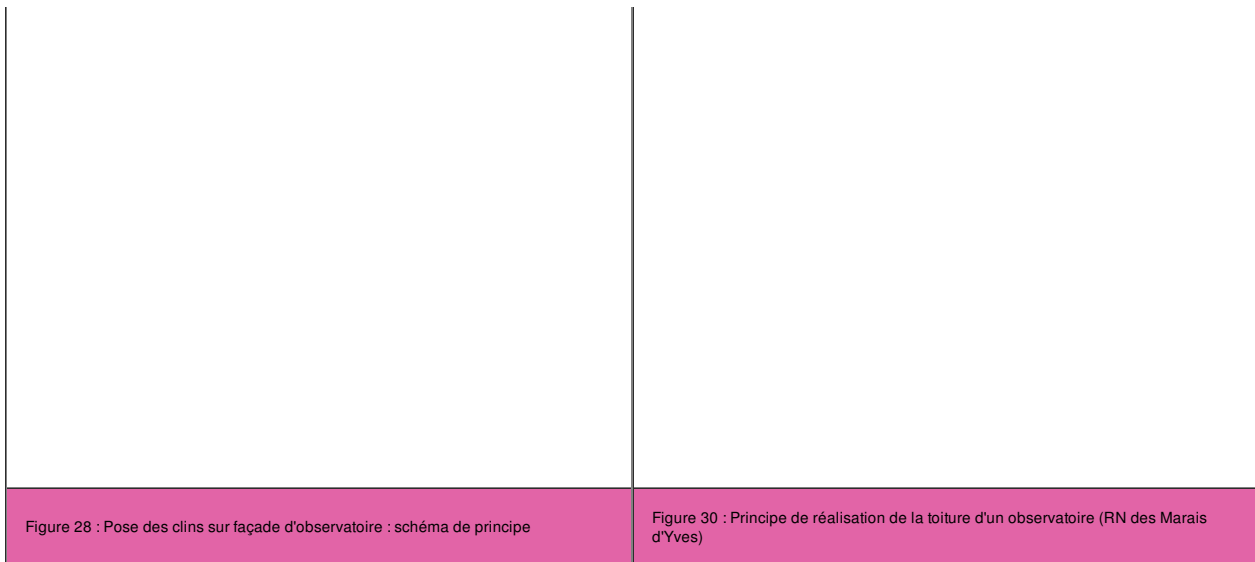 Figure 28 : Pose des clins sur façade d'observatoire : schéma de principe
Figure 30 : Principe de réalisation de la toiture d'un observatoire (RN des Marais
d'Yves)